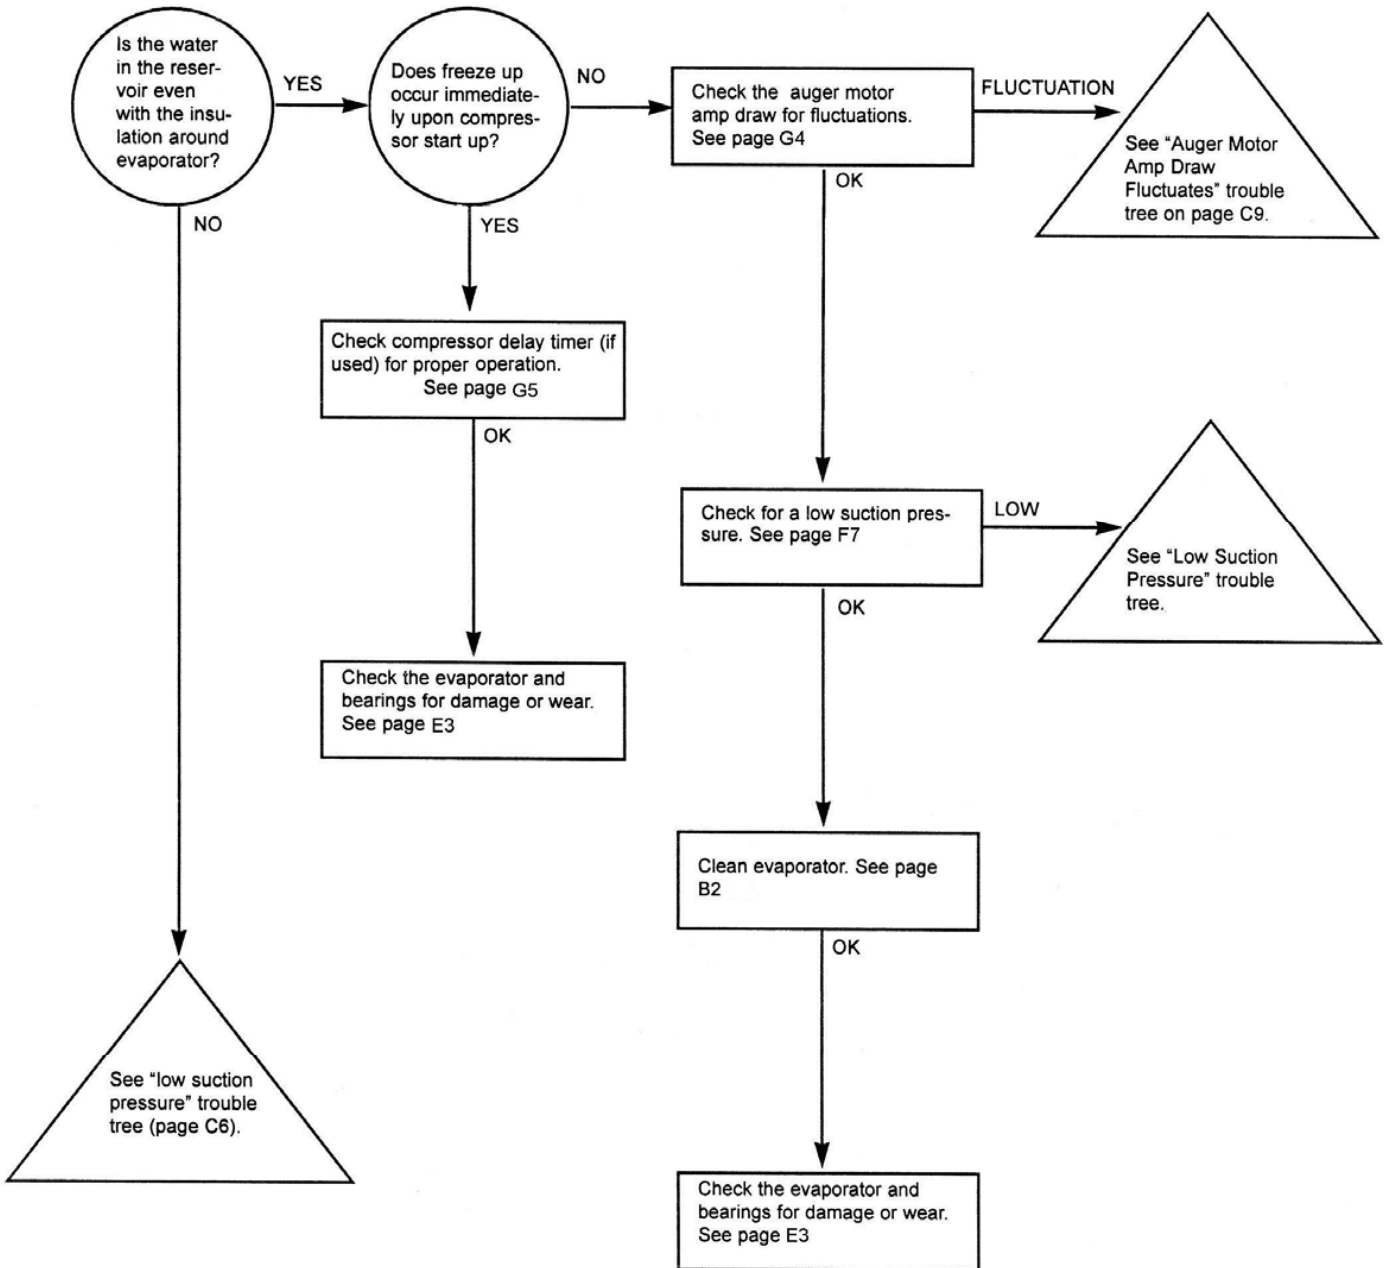 Is the water
in the reser-
voir even
with the insu-
lation around
evaporator?
YES
Does freeze up
occur immediate-
ly upon compres-
sor start up?
NO
Check the auger motor
amp draw for fluctuations.
See page G4
FLUCTUATION
See “Auger Motor
Amp Draw
Fluctuates” trouble
tree on page C9.
NO
YES
OK
Check compressor delay timer (if
used) for proper operation.
See page G5
OK
Check for a low suction pres-
sure. See page F7
LOW
See “Low Suction
Pressure” trouble
tree.
OK
Check the evaporator and
bearings for damage or wear.
See page E3
Clean evaporator. See page
B2
OK
See “low suction
pressure” trouble
tree (page C6).
Check the evaporator and
bearings for damage or wear.
See page E3